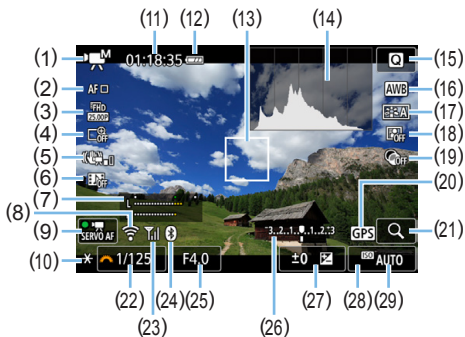 (11) (12) (13) (14)
(1) M 01:18:35 Q (15)
(2) AF AWB (16)
(3) FHD 25.00P A (17)
(4) OFF OFF (18)
(5) OFF (19)
(6) OFF (20)
(7) L
(8)
(9) SERVO AF -3..2..1..0..1..2..:3 GPS (21)
(10) 1/125 F4.0 ±0 ISO AUTO
(22) (23) (24) (25) (26) (27) (28) (29)